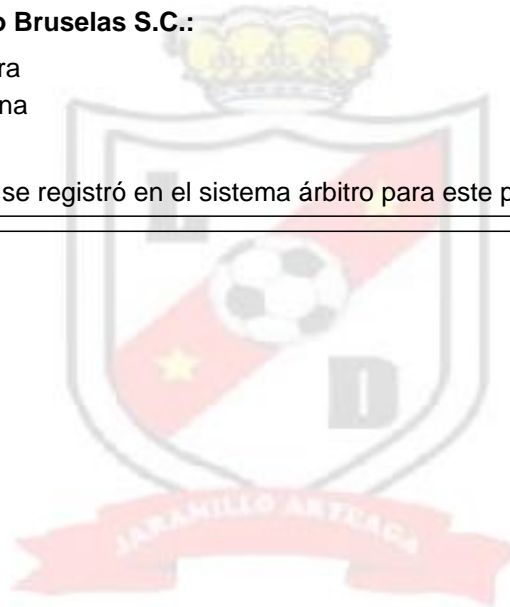 o Bruselas S.C.:
ra
na
se registró en el sistema árbitro para este p
L
D
JARAMILLO ARTEAGA